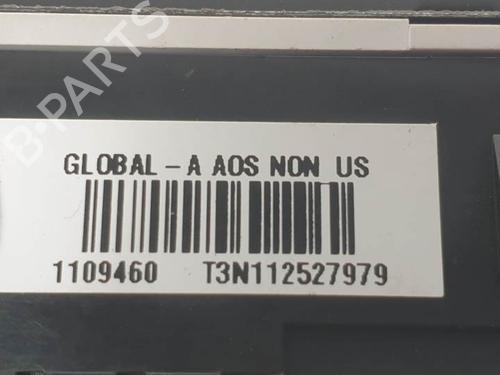 B-PARTS
GLOBAL - A AOS NON US
1109460 T3N112527979